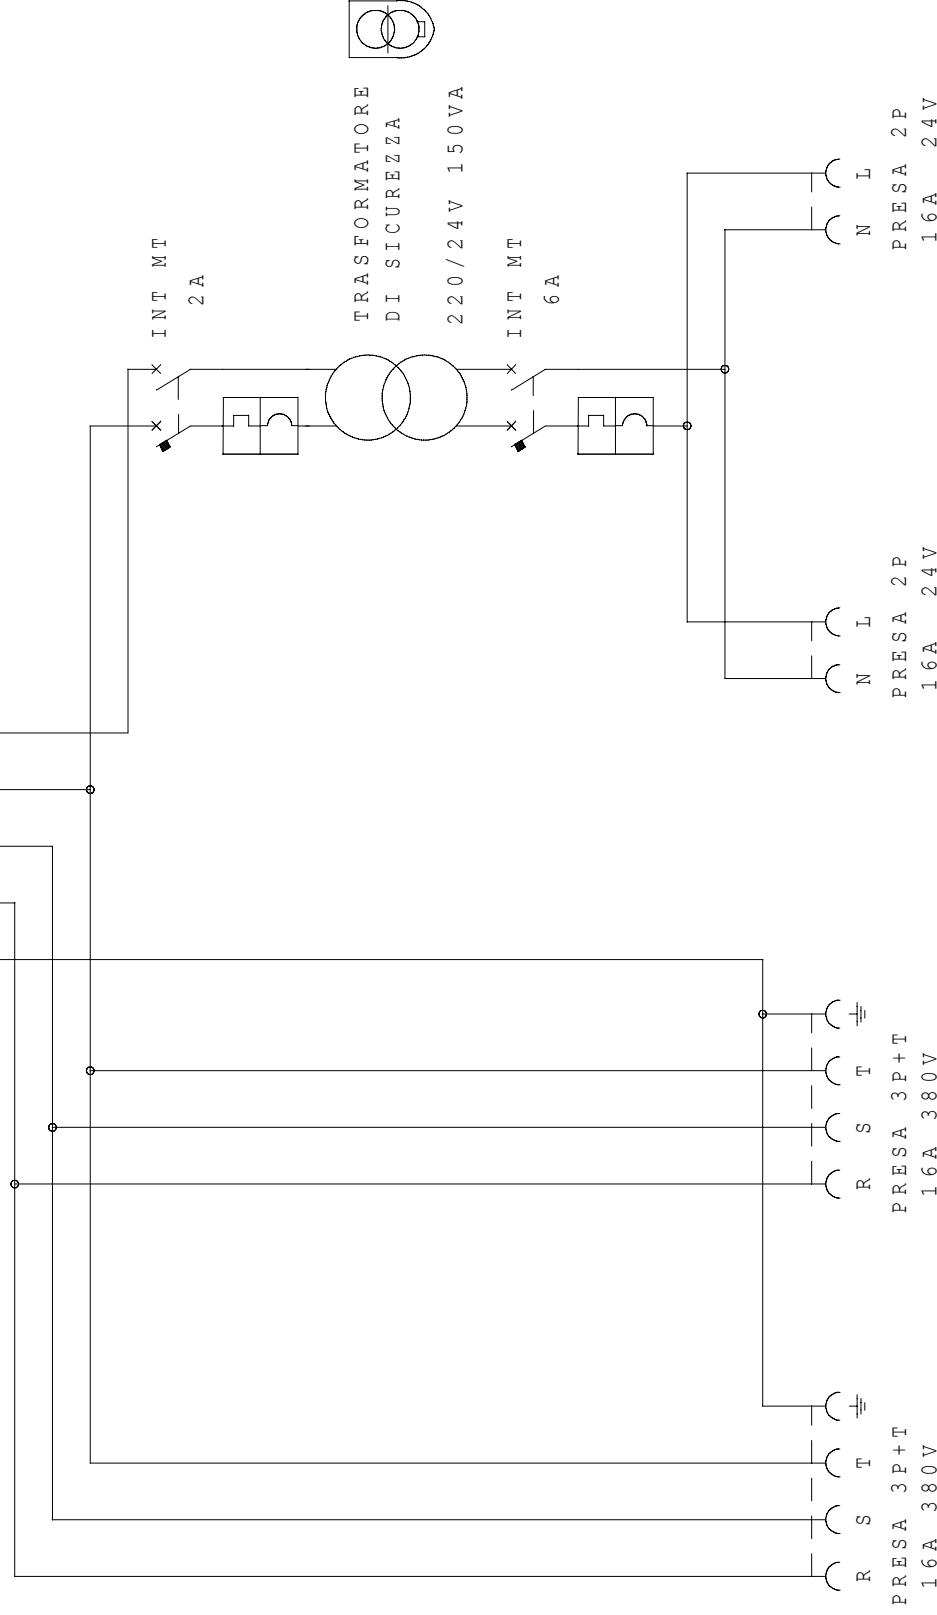 INT MT
2A
TRASFORMATORE
DI SICUREZZA
220/24V 150VA
INT MT
6A
R S T
PRESA 3P+T
16A 380V
R S T
PRESA 3P+T
16A 380V
N L
PRESA 2P
16A 24V
N L
PRESA 2P
16A 24V